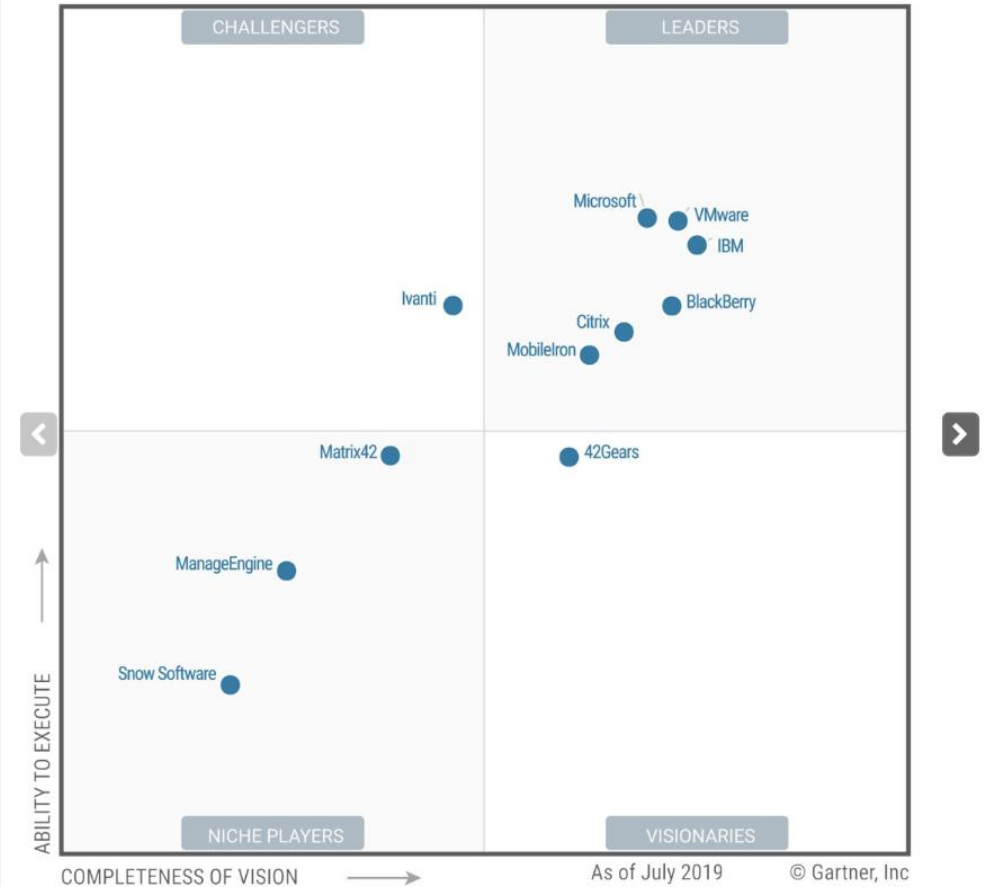 CHALLENGERS
LEADERS
Microsoft
VMware
IBM
Ivanti
BlackBerry
Citrix
MobileIron
Matrix42
42Gears
ManageEngine
Snow Software
ABILITY TO EXECUTE
NICHE PLAYERS
VISIONARIES
COMPLETENESS OF VISION
As of July 2019
© Gartner, Inc